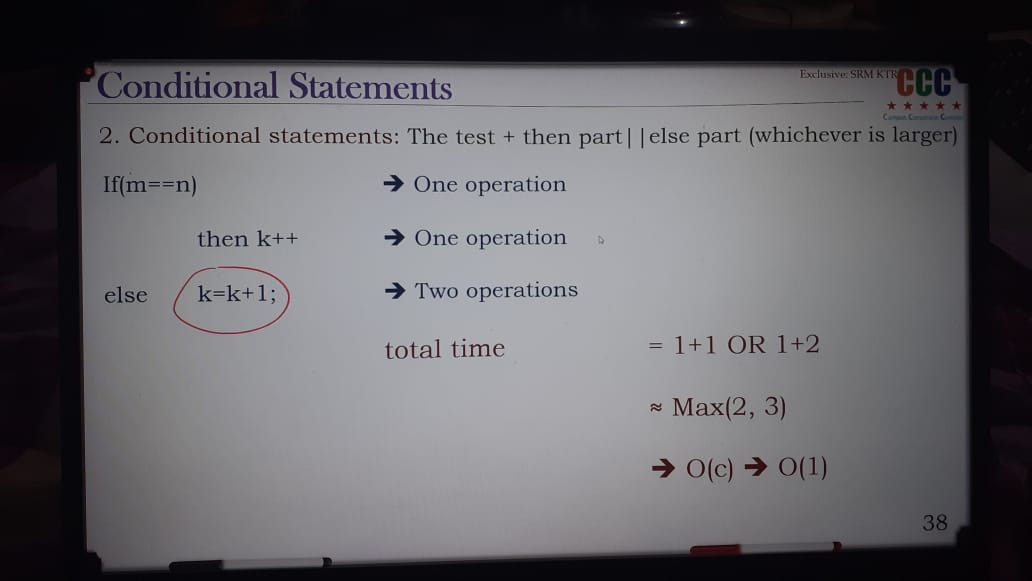 Conditional Statements
Exclusive: SRM KTR
CCC
2. Conditional statements: The test + then part||else part (whichever is larger)
If(m==n) ➔ One operation
then k++ ➔ One operation
else k=k+1; ➔ Two operations
total time = 1+1 OR 1+2
≈ Max(2, 3)
➔ O(c) ➔ O(1)
38